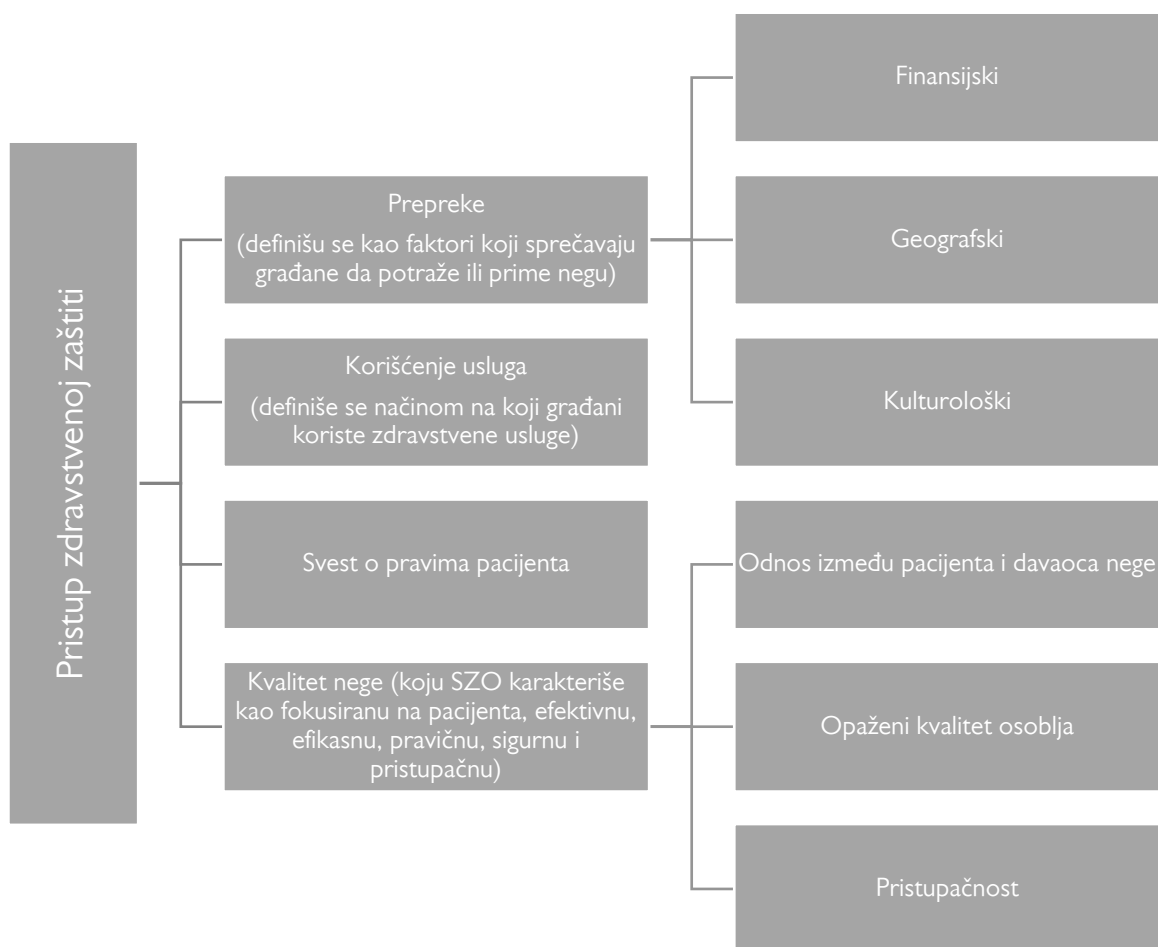 Pristup zdravstvenoj zaštiti
Prepreke
(definišu se kao faktori koji sprečavaju
građane da potraže ili prime negu)
Finansijski
Geografski
Kulturološki
Korišćenje usluga
(definiše se načinom na koji građani
koriste zdravstvene usluge)
Svest o pravima pacijenta
Kvalitet nege (koju SZO karakteriše
kao fokusiranu na pacijenta, efektivnu,
efikasnu, pravičnu, sigurnu i
pristupačnu)
Odnos između pacijenta i davaoca nege
Opaženi kvalitet osoblja
Pristupačnost